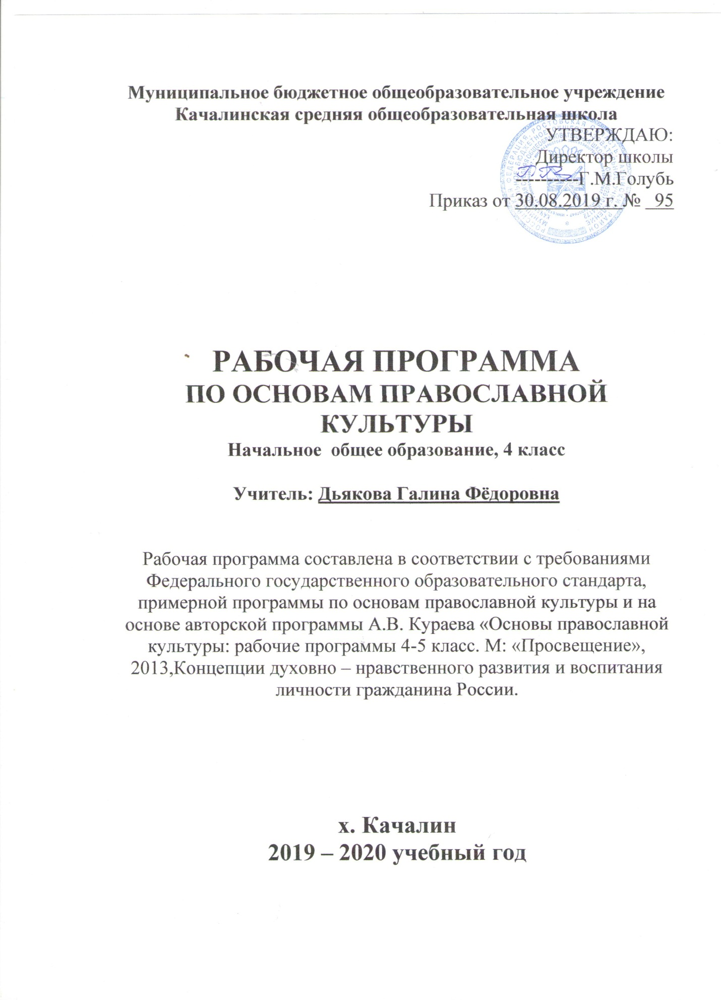 Муниципальное бюджетное общеобразовательное учреждение
Качалинская средняя общеобразовательная школа
УТВЕРЖДАЮ:
Директор школы
----------Г.М.Голубь
Приказ от 30.08.2019 г. № 95
РАБОЧАЯ ПРОГРАММА
ПО ОСНОВАМ ПРАВОСЛАВНОЙ
КУЛЬТУРЫ
Начальное  общее образование, 4 класс
Учитель: Дьякова Галина Фёдоровна
Рабочая программа составлена в соответствии с требованиями
Федерального государственного образовательного стандарта,
примерной программы по основам православной культуры и на
основе авторской программы А.В. Кураева «Основы православной
культуры: рабочие программы 4-5 класс. М: «Просвещение»,
2013,Концепции духовно – нравственного развития и воспитания
личности гражданина России.
х. Качалин
2019 – 2020 учебный год